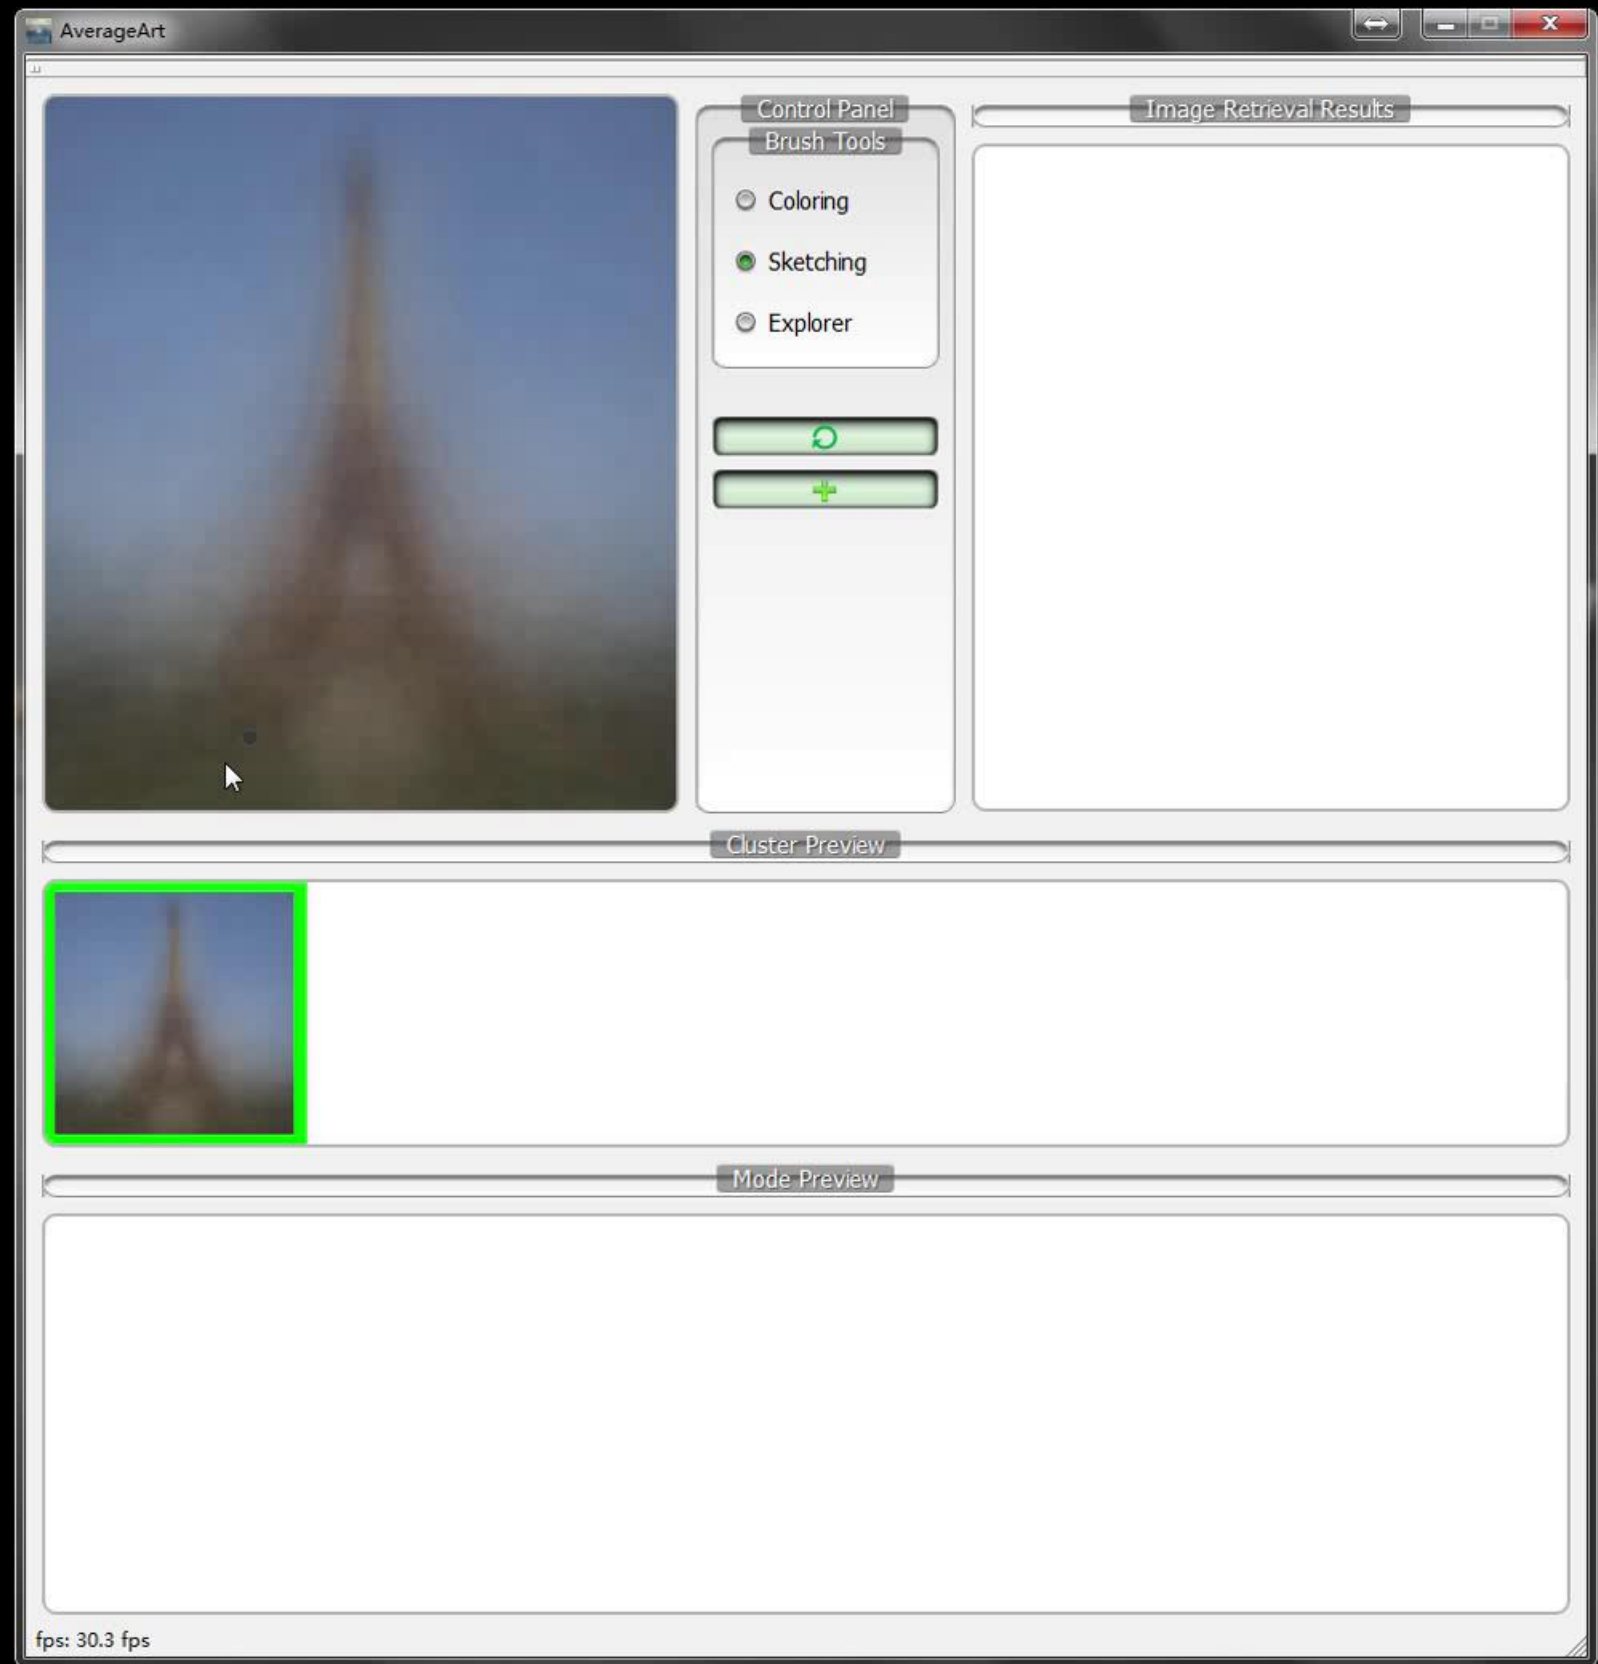 AverageArt
Control Panel
Image Retrieval Results
Brush Tools
Coloring
Sketching
Explorer
Cluster Preview
Mode Preview
fps: 30.3 fps